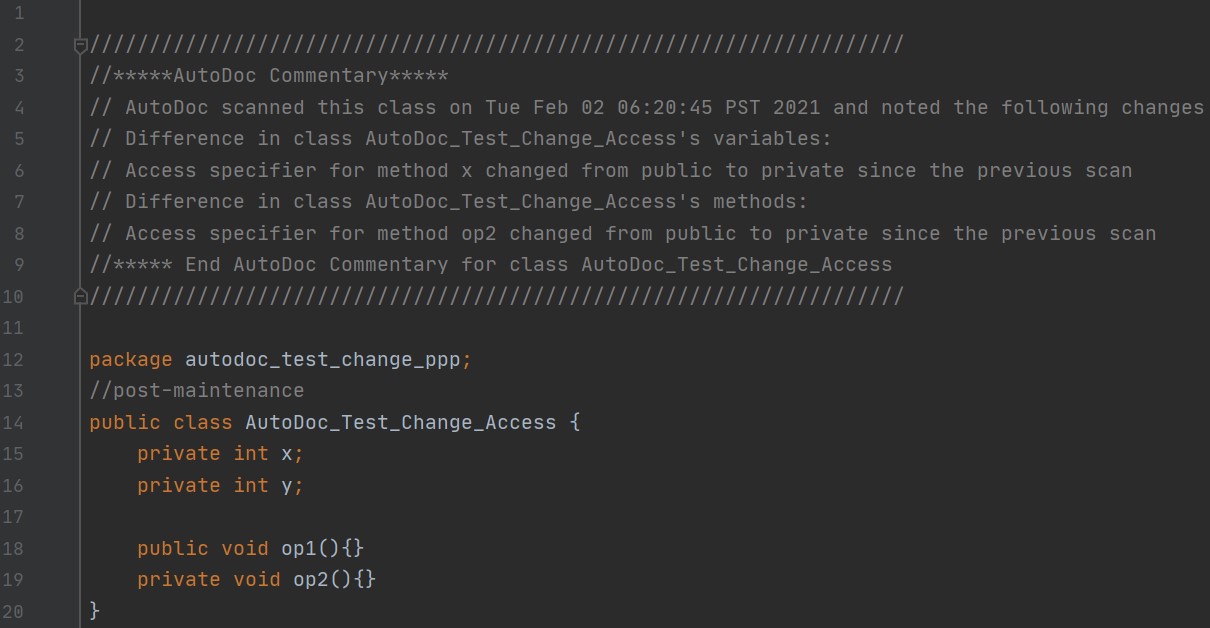 1
2 ////////////////////////////////////////////////////////////////////
3 //*****AutoDoc Commentary*****
4 // AutoDoc scanned this class on Tue Feb 02 06:20:45 PST 2021 and noted the following changes
5 // Difference in class AutoDoc_Test_Change_Access's variables:
6 // Access specifier for method x changed from public to private since the previous scan
7 // Difference in class AutoDoc_Test_Change_Access's methods:
8 // Access specifier for method op2 changed from public to private since the previous scan
9 //***** End AutoDoc Commentary for class AutoDoc_Test_Change_Access
10 ////////////////////////////////////////////////////////////////////
11
12 package autodoc_test_change_ppp;
13 //post-maintenance
14 public class AutoDoc_Test_Change_Access {
15     private int x;
16     private int y;
17
18     public void op1(){}
19     private void op2(){}
20 }